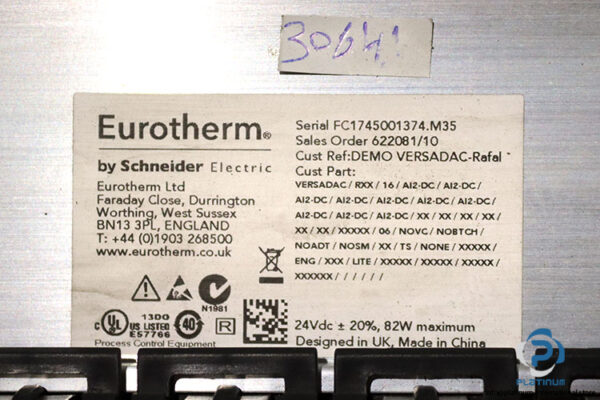 30641
Eurotherm®
by Schneider Electric
Eurotherm Ltd
Faraday Close, Durrington
Worthing, West Sussex
BN13 3PL, ENGLAND
T: +44 (0)1903 268500
www.eurotherm.co.uk
Serial FC1745001374.M35
Sales Order 622081/10
Cust Ref:DEMO VERSADAC-Rafal
Cust Part:
VERSADAC / RXX / 16 / AI2-DC / AI2-DC /
AI2-DC / AI2-DC / AI2-DC / AI2-DC / AI2-DC /
AI2-DC / AI2-DC / AI2-DC / XX / XX / XX / XX /
XX / XX / XXXXX / 06 / NOVC / NOBTCH /
NOADT / NOSM / XX / TS / NONE / XXXXX /
ENG / XXX / LITE / XXXXX / XXXXX / XXXXX /
XXXXXX / / / / / /
N1981
13DO
C UL US LISTED
E57766
40
R
Process Control Equipment
24Vdc ± 20%, 82W maximum
Designed in UK, Made in China
PLATINUM